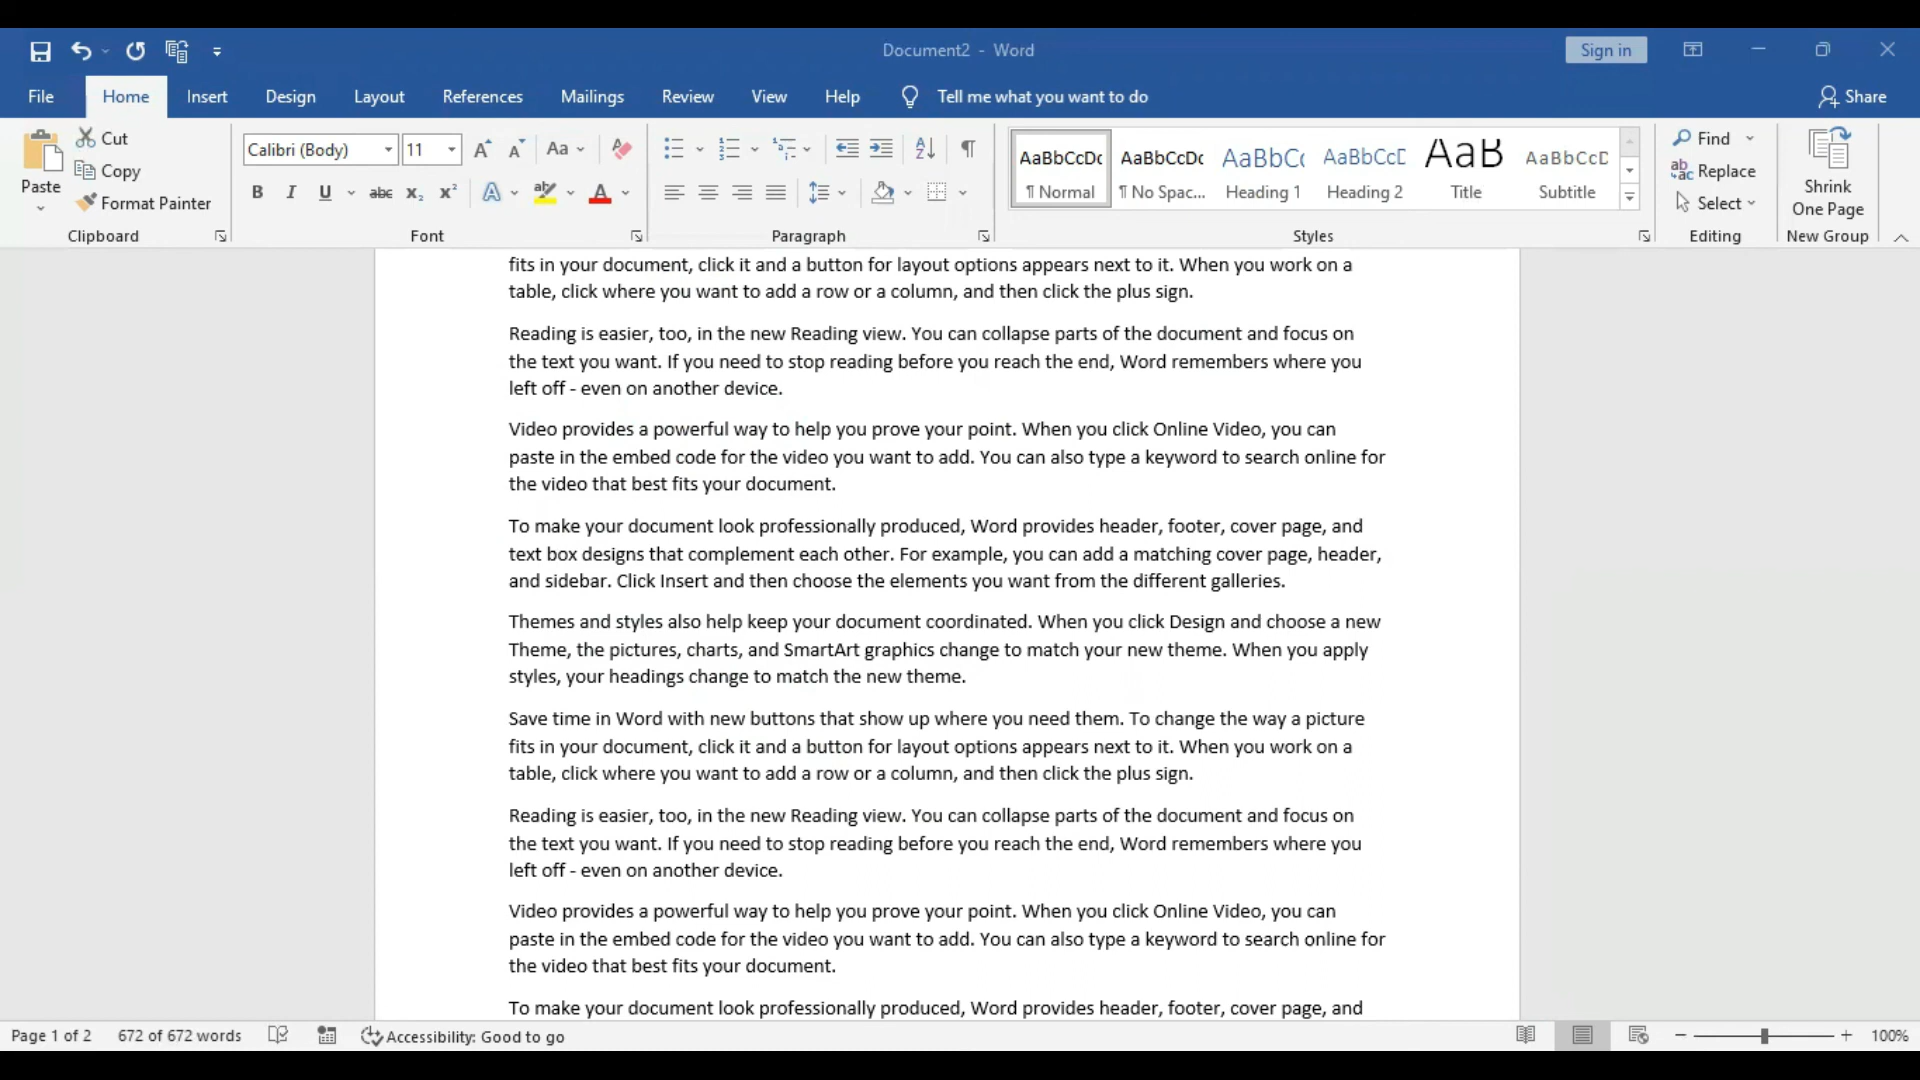 Document2 - Word
Sign in
File Home Insert Design Layout References Mailings Review View Help Tell me what you want to do Share
Paste
Cut
Copy
Format Painter
Clipboard
Calibri (Body) 11
Aa
B I U abc x₂ x²
A A
Font
Paragraph
AaBbCcDc AaBbCcDc AaBbCc AaBbCcD AaB AaBbCcD
¶ Normal ¶ No Spac... Heading 1 Heading 2 Title Subtitle
Styles
Find
Replace
Select
Editing
Shrink
One Page
New Group
fits in your document, click it and a button for layout options appears next to it. When you work on a
table, click where you want to add a row or a column, and then click the plus sign.
Reading is easier, too, in the new Reading view. You can collapse parts of the document and focus on
the text you want. If you need to stop reading before you reach the end, Word remembers where you
left off - even on another device.
Video provides a powerful way to help you prove your point. When you click Online Video, you can
paste in the embed code for the video you want to add. You can also type a keyword to search online for
the video that best fits your document.
To make your document look professionally produced, Word provides header, footer, cover page, and
text box designs that complement each other. For example, you can add a matching cover page, header,
and sidebar. Click Insert and then choose the elements you want from the different galleries.
Themes and styles also help keep your document coordinated. When you click Design and choose a new
Theme, the pictures, charts, and SmartArt graphics change to match your new theme. When you apply
styles, your headings change to match the new theme.
Save time in Word with new buttons that show up where you need them. To change the way a picture
fits in your document, click it and a button for layout options appears next to it. When you work on a
table, click where you want to add a row or a column, and then click the plus sign.
Reading is easier, too, in the new Reading view. You can collapse parts of the document and focus on
the text you want. If you need to stop reading before you reach the end, Word remembers where you
left off - even on another device.
Video provides a powerful way to help you prove your point. When you click Online Video, you can
paste in the embed code for the video you want to add. You can also type a keyword to search online for
the video that best fits your document.
To make your document look professionally produced, Word provides header, footer, cover page, and
Page 1 of 2 672 of 672 words Accessibility: Good to go 100%